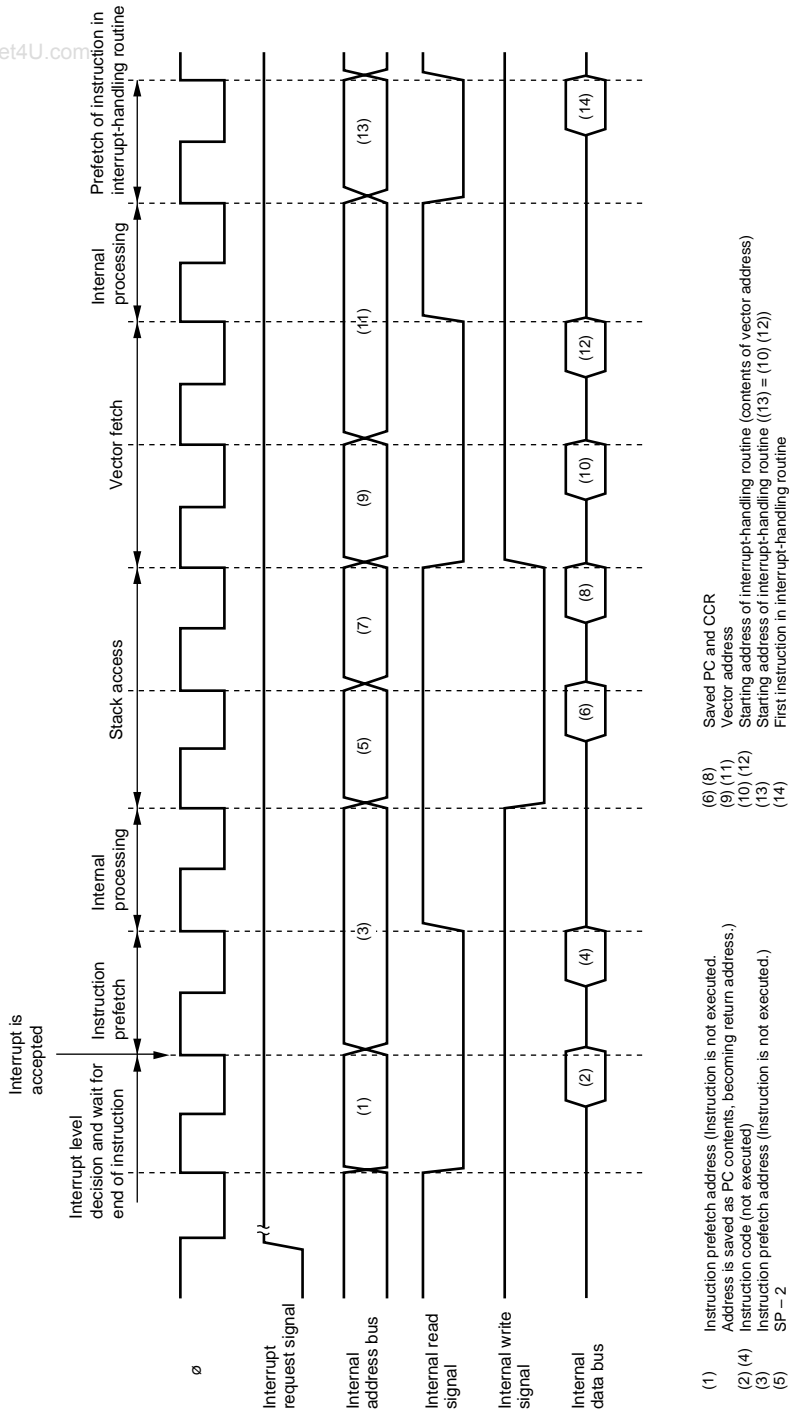 et4U.com
Interrupt is
accepted
Interrupt level
decision and wait for
end of instruction
Instruction
prefetch
Internal
processing
Stack access
Vector fetch
Internal
processing
Prefetch of instruction in
interrupt-handling routine
ø
Interrupt
request signal
Internal
address bus
(1)
(3)
(5)
(7)
(9)
(11)
(13)
Internal read
signal
Internal write
signal
Internal
data bus
(2)
(4)
(6)
(8)
(10)
(12)
(14)
(1) Instruction prefetch address (Instruction is not executed.
Address is saved as PC contents, becoming return address.)
(2) (4) Instruction code (not executed)
(3) Instruction prefetch address (Instruction is not executed.)
(5) SP – 2
(6) (8) Saved PC and CCR
(9) (11) Vector address
(10) (12) Starting address of interrupt-handling routine (contents of vector address)
(13) Starting address of interrupt-handling routine ((13) = (10) (12))
(14) First instruction in interrupt-handling routine